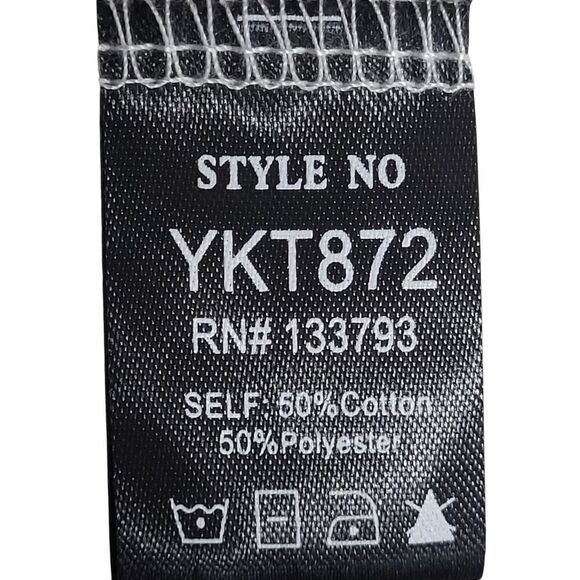 STYLE NO
YKT872
RN# 133793
SELF: 50%Cotton
50%Polyester